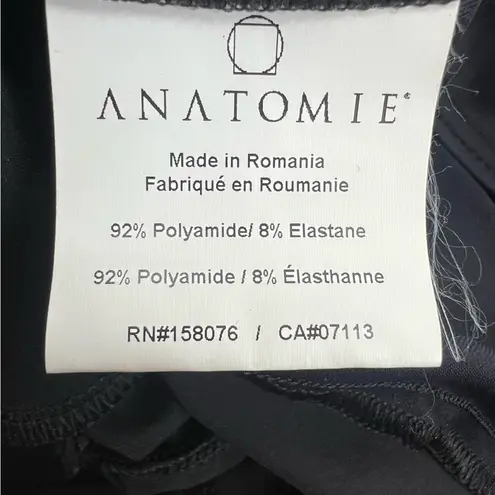 ANATOMIE®
Made in Romania
Fabriqué en Roumanie
92% Polyamide/ 8% Elastane
92% Polyamide / 8% Élasthanne
RN#158076 / CA#07113